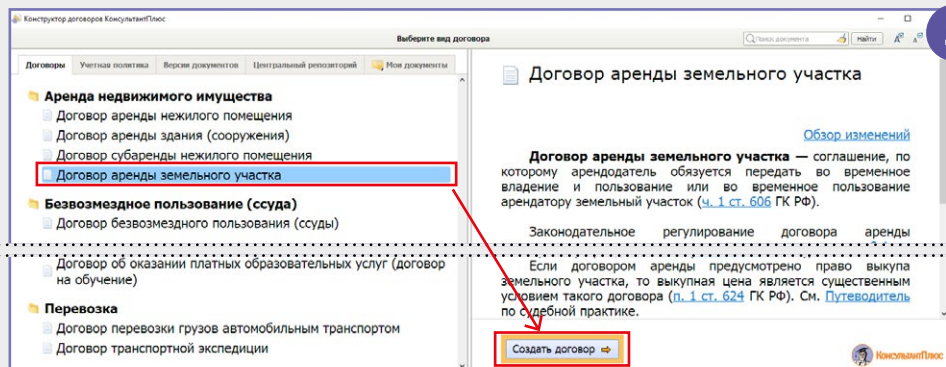 Конструктор договоров КонсультантПлюс
Выберите вид договора
Поиск документа
Найти
Договоры
Учетная политика
Версии документов
Центральный репозиторий
Мои документы
Аренда недвижимого имущества
Договор аренды нежилого помещения
Договор аренды здания (сооружения)
Договор субаренды нежилого помещения
Договор аренды земельного участка
Безвозмездное пользование (ссуда)
Договор безвозмездного пользования (ссуды)
Договор об оказании платных образовательных услуг (договор
на обучение)
Перевозка
Договор перевозки грузов автомобильным транспортом
Договор транспортной экспедиции
Договор аренды земельного участка
Обзор изменений
Договор аренды земельного участка — соглашение, по
которому арендодатель обязуется передать во временное
владение и пользование или во временное пользование
арендатору земельный участок (ч. 1 ст. 606 ГК РФ).
Законодательное регулирование договора аренды
Если договором аренды предусмотрено право выкупа
земельного участка, то выкупная цена является существенным
условием такого договора (п. 1 ст. 624 ГК РФ). См. Путеводитель
по судебной практике.
Создать договор
КонсультантПлюс